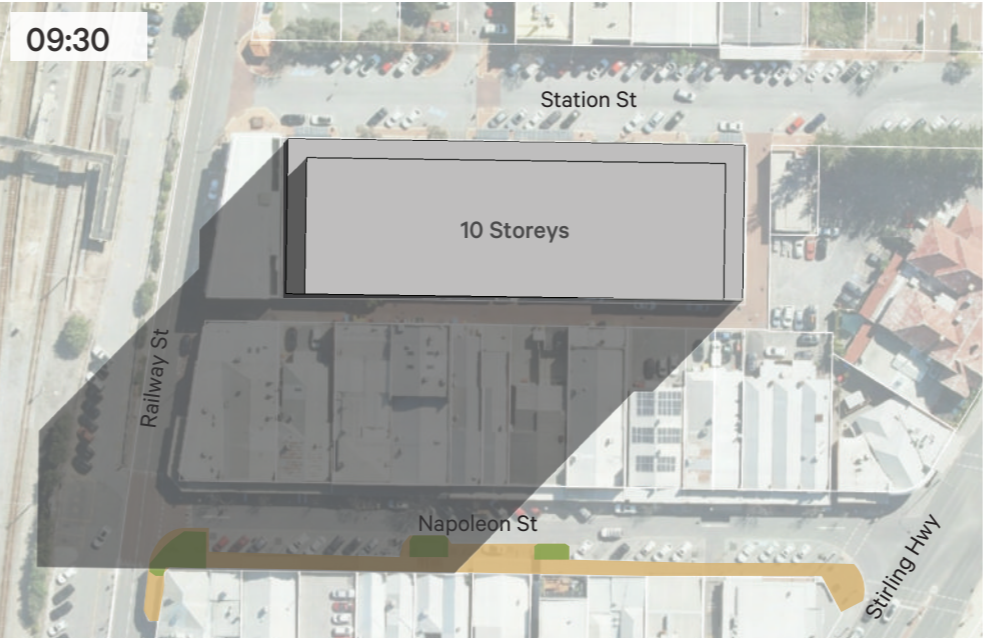 09:30
Station St
10 Storeys
Railway St
Napoleon St
Stirling Hwy